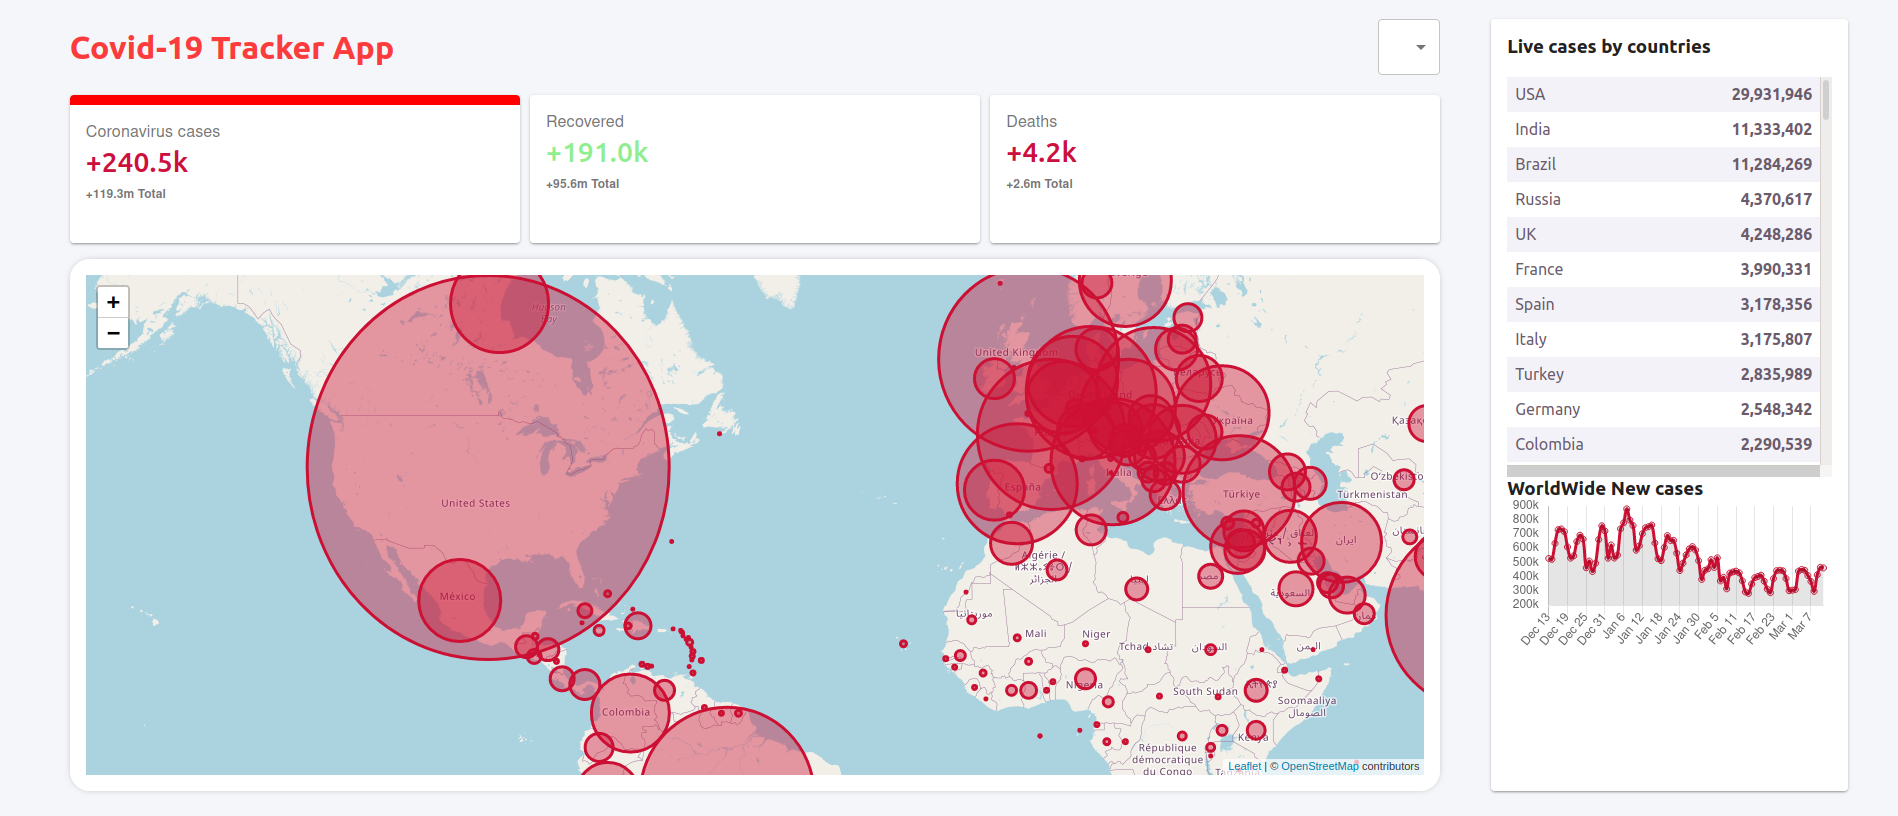 Covid-19 Tracker App
Coronavirus cases
+240.5k
+119.3m Total
Recovered
+191.0k
+95.6m Total
Deaths
+4.2k
+2.6m Total
+
−
Hudson
Bay
United Kingdom
Беларусь
Україна
United States
España
Italia
Türkiye
Қазақ
O'zbekisto
Türkmenistan
ایران
México
Algérie /
الجزائر
ليبيا
مصر
السعودية
عمان
موريتانيا
Mali
Niger
Tchad تشاد
السودان
اليمن
Nigeria
South Sudan
Soomaaliya
الصومال
Colombia
Kenya
République
démocratique
du Congo
Leaflet | © OpenStreetMap contributors
Live cases by countries
USA 29,931,946
India 11,333,402
Brazil 11,284,269
Russia 4,370,617
UK 4,248,286
France 3,990,331
Spain 3,178,356
Italy 3,175,807
Turkey 2,835,989
Germany 2,548,342
Colombia 2,290,539
WorldWide New cases
900k
800k
700k
600k
500k
400k
300k
200k
Dec 13
Dec 19
Dec 25
Dec 31
Jan 6
Jan 12
Jan 18
Jan 24
Jan 30
Feb 5
Feb 11
Feb 17
Feb 23
Mar 1
Mar 7